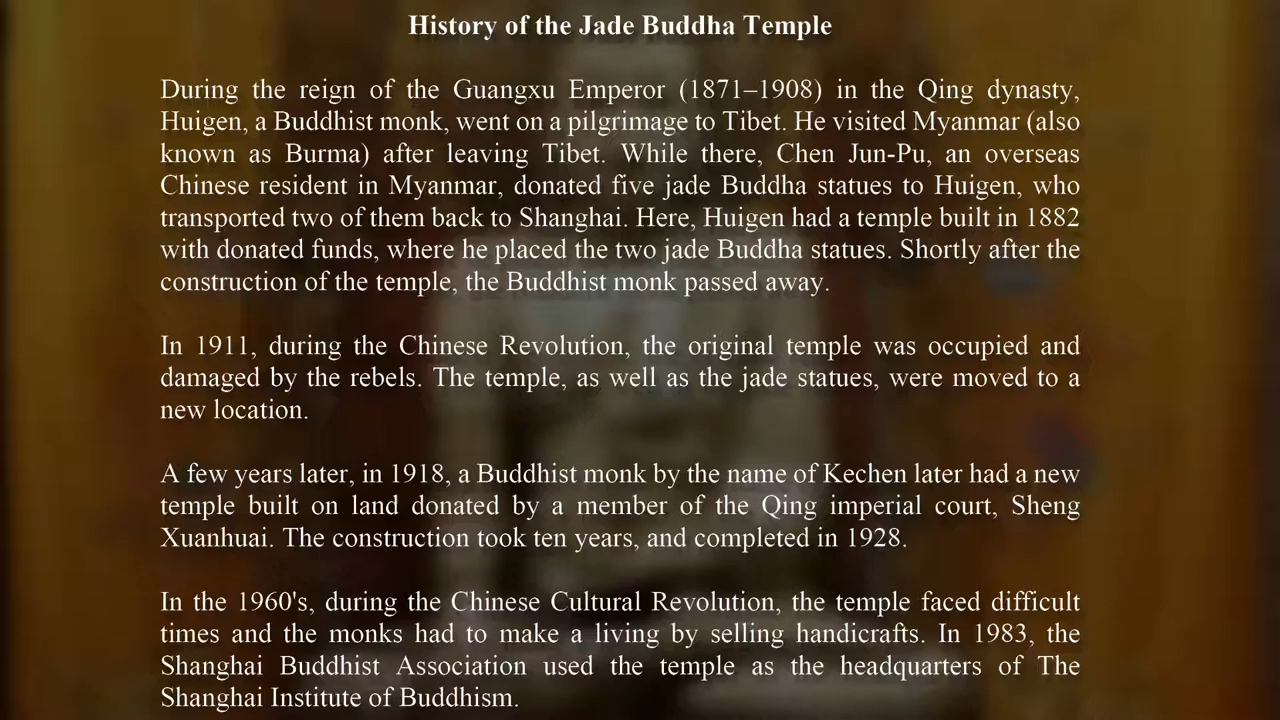 History of the Jade Buddha Temple
During the reign of the Guangxu Emperor (1871–1908) in the Qing dynasty,
Huigen, a Buddhist monk, went on a pilgrimage to Tibet. He visited Myanmar (also
known as Burma) after leaving Tibet. While there, Chen Jun-Pu, an overseas
Chinese resident in Myanmar, donated five jade Buddha statues to Huigen, who
transported two of them back to Shanghai. Here, Huigen had a temple built in 1882
with donated funds, where he placed the two jade Buddha statues. Shortly after the
construction of the temple, the Buddhist monk passed away.
In 1911, during the Chinese Revolution, the original temple was occupied and
damaged by the rebels. The temple, as well as the jade statues, were moved to a
new location.
A few years later, in 1918, a Buddhist monk by the name of Kechen later had a new
temple built on land donated by a member of the Qing imperial court, Sheng
Xuanhuai. The construction took ten years, and completed in 1928.
In the 1960's, during the Chinese Cultural Revolution, the temple faced difficult
times and the monks had to make a living by selling handicrafts. In 1983, the
Shanghai Buddhist Association used the temple as the headquarters of The
Shanghai Institute of Buddhism.